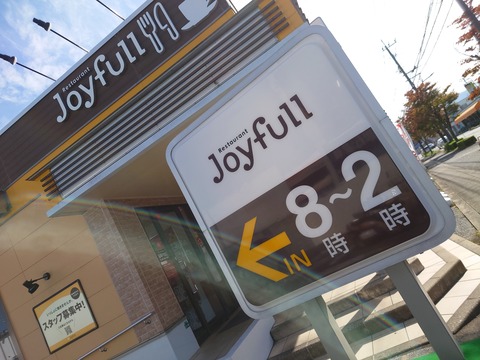 Restaurant
Joyfull
Restaurant
Joyfull
8~2
時 時
IN
スタッフ募集中!